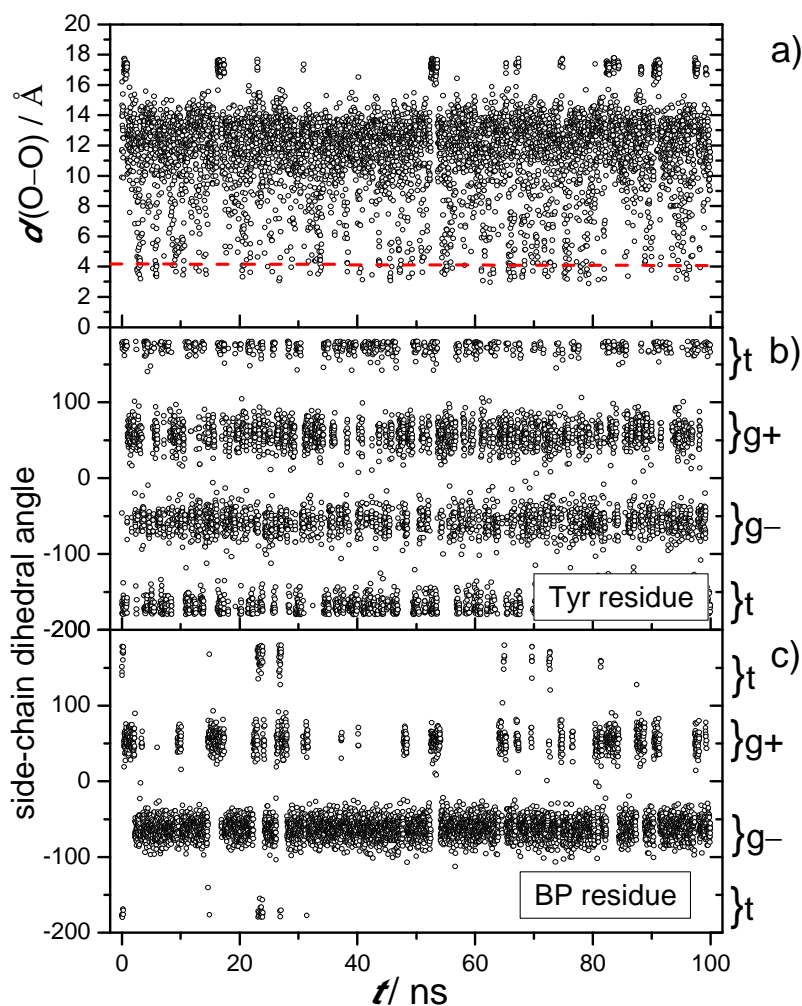 20
18
16
14
12
10
8
6
4
2
0
d(O–O) / Å
a)
100
0
-100
-200
}t
}g+
}g−
}t
b)
Tyr residue
side-chain dihedral angle
100
0
-100
-200
}t
}g+
}g−
}t
c)
BP residue
0 20 40 60 80 100
t/ ns